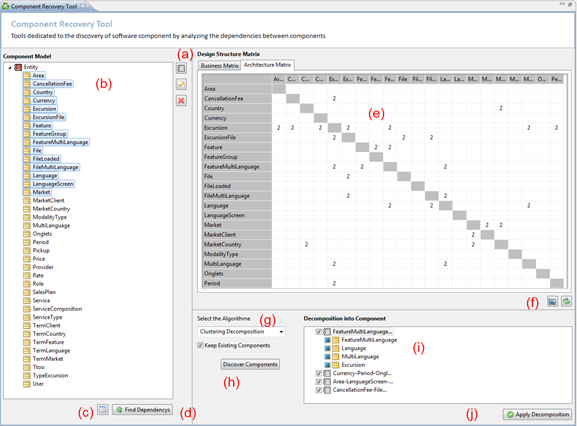 Component Recovery Tool
Component Recovery Tool
Tools dedicated to the discovery of software component by analyzing the dependencies between components
Component Model
(a)
Design Structure Matrix
Business Matrix
Architecture Matrix
(b)
Entity
Area
CancellationFee
Country
Currency
Excursion
ExcursionFile
Feature
FeatureGroup
FeatureMultiLanguage
File
FileLoaded
FileMultiLanguage
Language
LanguageScreen
Market
MarketClient
MarketCountry
ModalityType
MultiLanguage
Onglets
Period
Pickup
Price
Provider
Rate
Role
SalesPlan
Service
ServiceComposition
ServiceType
TermClient
TermCountry
TermFeature
TermLanguage
TermMarket
Ttoo
TypeExcursion
User
(c)
Find Dependencys
(d)
Ar... C... C... C... Ex... Ex... Fe... Fe... Fe... File Fil... Fil... La... La... M... M... M... M... M... O... Pe...
Area
CancellationFee 2
Country 2
(e)
Currency
Excursion 2 2 2 2 2 2 2
ExcursionFile 2 2 2
Feature 2 2
FeatureGroup
FeatureMultiLanguage 2 2 2
File 2
FileLoaded
FileMultiLanguage 2 2
Language 2 2 2
LanguageScreen
Market 2 2
MarketClient 2
MarketCountry 2 2
ModalityType
MultiLanguage 2 2
Onglets
Period 2
(f)
Select the Algorithme
(g)
Clustering Decomposition
Keep Existing Components
Discover Components
(h)
Decomposition into Component
FeatureMultiLanguage...
FeatureMultiLanguage
Language
MultiLanguage
Excursion
(i)
Currency-Period-Ongl...
Area-LanguageScreen-...
CancellationFee-File...
(j)
Apply Decomposition